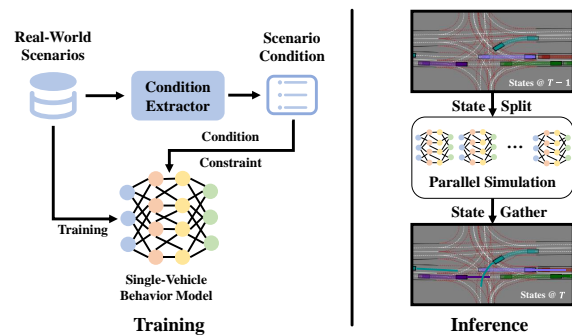 Real-World
Scenarios
Condition
Extractor
Scenario
Condition
Condition
Constraint
Training
Single-Vehicle
Behavior Model
Training
States @ T − 1
State Split
...
Parallel Simulation
State Gather
States @ T
Inference